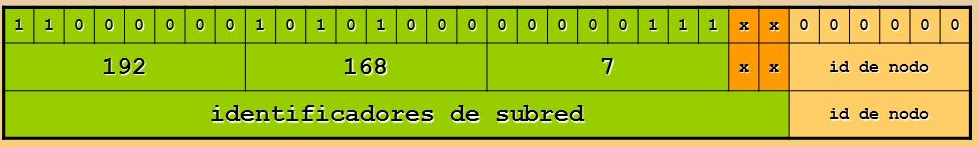 1 1 0 0 0 0 0 0 1 0 1 0 1 0 0 0 0 0 0 0 0 1 1 1 x x 0 0 0 0 0 0
192 168 7 x x id de nodo
identificadores de subred id de nodo